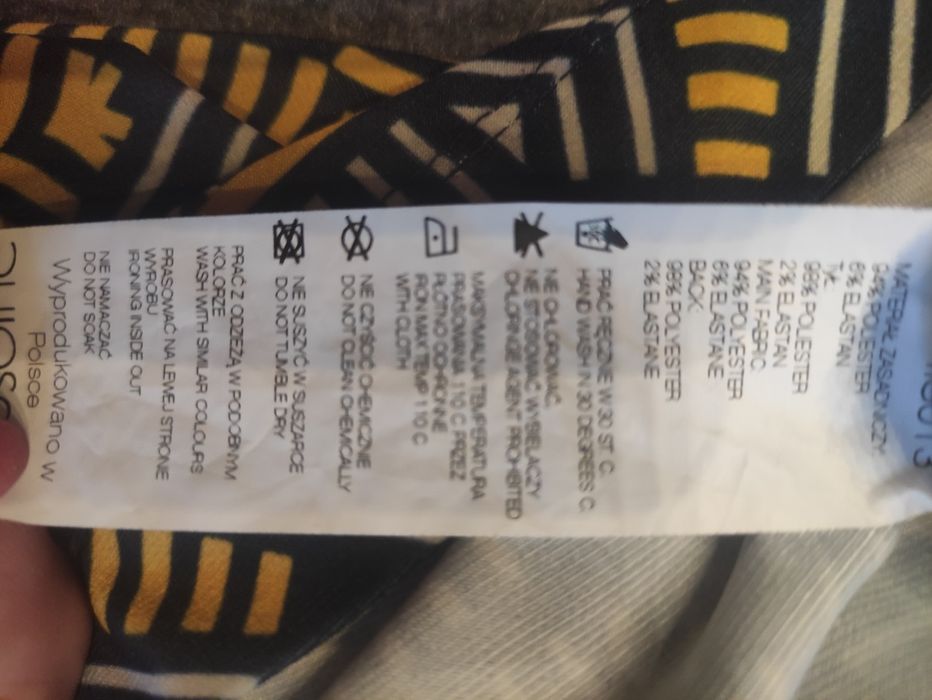 MATERIAŁ ZASADNICZY:
94% POLYESTER
6% ELASTAN
TYŁ:
98% POLYESTER
2% ELASTAN
MAIN FABRIC
94% POLYESTER
6% ELASTANE
BACK:
98% POLYESTER
2% ELASTANE
PRAĆ RĘCZNIE W 30 ST. C.
HAND WASH IN 30 DEGREES C.
NIE CHLOROWAĆ.
NIE STOSOWAĆ WYBIELACZY
CHLORINE AGENT PROHIBITED
MAKSYMALNA TEMPERATURA
PRASOWANIA 110 C PRZEZ
PŁÓTNO OCHRONNE
IRON MAX TEMP 110 C
WITH CLOTH
NIE CZYŚCIĆ CHEMICZNIE
DO NOT CLEAN CHEMICALLY
NIE SUSZYĆ W SUSZARCE
DO NOT TUMBLE DRY
PRAĆ Z ODZIEŻĄ W PODOBNYM
KOLORZE
WASH WITH SIMILAR COLOURS
PRASOWAĆ NA LEWEJ STRONIE
WYROBU
IRONING INSIDE OUT
NIE NAMACZAĆ
DO NOT SOAK
Wyprodukowano w
Polsce